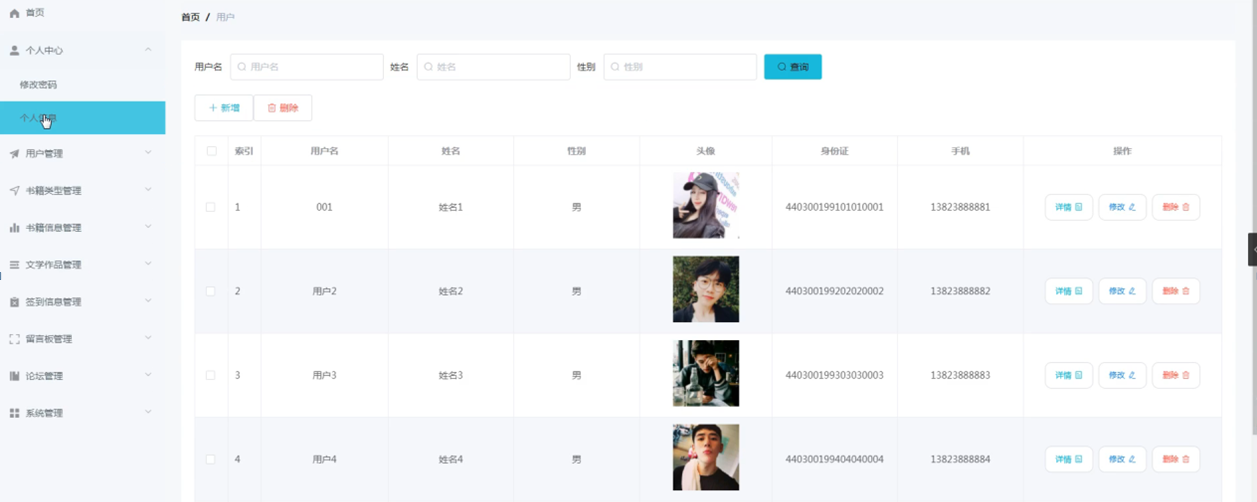 首页
个人中心
修改密码
用户管理
书籍类型管理
书籍信息管理
文学作品管理
签到信息管理
留言板管理
论坛管理
系统管理
首页 / 用户
用户名 用户名 姓名 姓名 性别 性别 查询
+ 新增 删除
索引 用户名 姓名 性别 头像 身份证 手机 操作
1 001 姓名1 男 440300199101010001 13823888881 详情 修改 删除
2 用户2 姓名2 男 440300199202020002 13823888882 详情 修改 删除
3 用户3 姓名3 男 440300199303030003 13823888883 详情 修改 删除
4 用户4 姓名4 男 440300199404040004 13823888884 详情 修改 删除